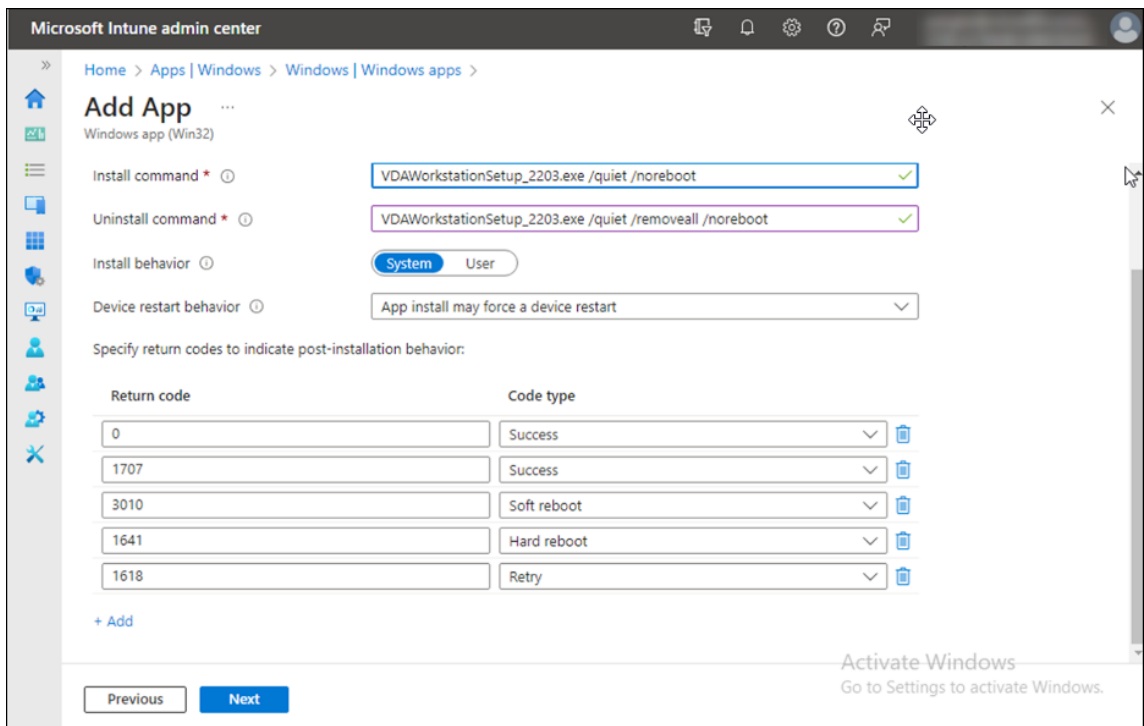 Microsoft Intune admin center
Home > Apps | Windows > Windows | Windows apps >
Add App ...
Windows app (Win32)
Install command * VDAWorkstationSetup_2203.exe /quiet /noreboot
Uninstall command * VDAWorkstationSetup_2203.exe /quiet /removeall /noreboot
Install behavior System User
Device restart behavior App install may force a device restart
Specify return codes to indicate post-installation behavior:
Return code Code type
0 Success
1707 Success
3010 Soft reboot
1641 Hard reboot
1618 Retry
+ Add
Activate Windows
Go to Settings to activate Windows.
Previous Next